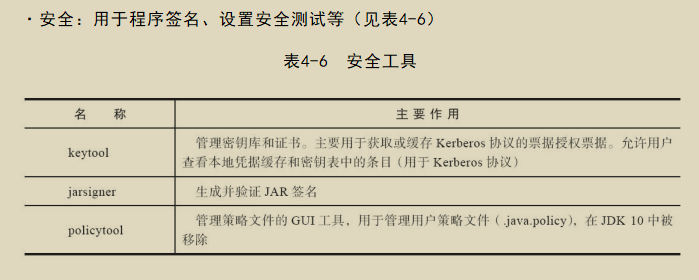 ·安全：用于程序签名、设置安全测试等（见表4-6）
表4-6 安全工具
名 称 主 要 作 用
管理密钥库和证书。主要用于获取或缓存 Kerberos 协议的票据授权票据。允许用户
keytool
查看本地凭据缓存和密钥表中的条目（用于 Kerberos 协议）
jarsigner 生成并验证 JAR 签名
管理策略文件的 GUI 工具，用于管理用户策略文件（.java.policy），在 JDK 10 中被
policytool
移除